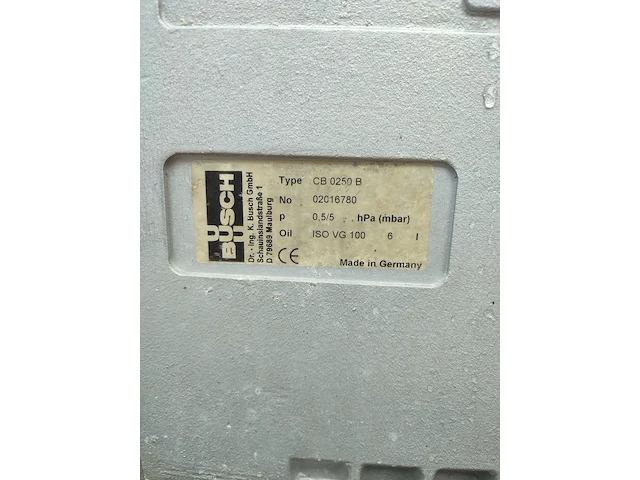 BUSCH
BUSCH
Dr. - Ing. K. Busch GmbH
Schauinslandstraße 1
D 79689 Maulburg
CE
Type CB 0250 B
No 02016780
p 0,5/5 . . hPa (mbar)
Oil ISO VG 100 6 l
Made in Germany